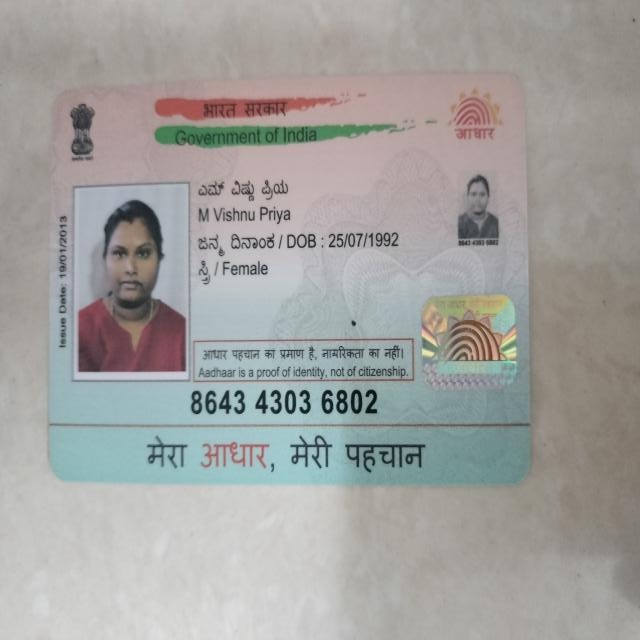 भारत सरकार
Government of India
आधार
ಎಮ್ ವಿಷ್ಣು ಪ್ರಿಯ
M Vishnu Priya
ಜನ್ಮ ದಿನಾಂಕ / DOB : 25/07/1992
ಸ್ತ್ರೀ / Female
8643 4303 6802
Issue Date: 19/01/2013
आधार पहचान का प्रमाण है, नागरिकता का नहीं।
Aadhaar is a proof of identity, not of citizenship.
8643 4303 6802
मेरा आधार, मेरी पहचान